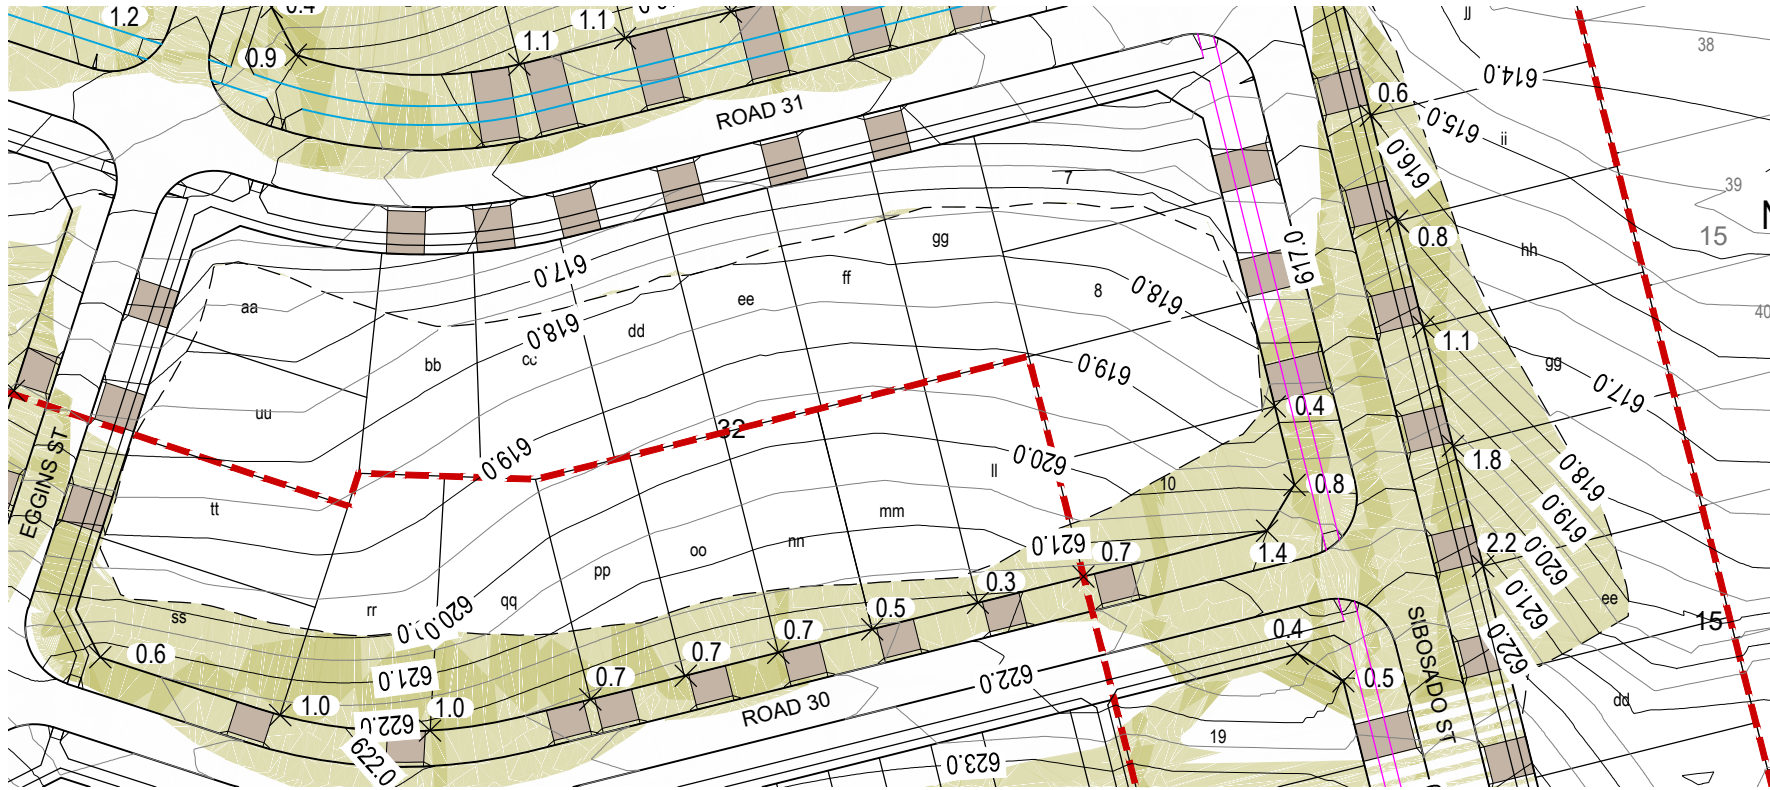 1.2
0.4
1.1
1.1
0.9
ROAD 31
jj
38
614.0
0.6
615.0
ii
616.0
39
7
15
0.8
hh
gg
617.0
617.0
ff
8
618.0
ee
aa
618.0
dd
40
1.1
bb
cc
gg
619.0
617.0
0.4
uu
32
EGGINS ST
619.0
620.0
1.8
ll
618.0
10
0.8
tt
mm
619.0
nn
621.0
0.7
1.4
2.2
620.0
oo
pp
0.3
621.0
qq
rr
620.0
ss
0.5
ee
15
0.7
0.4
SIBOSADO ST
622.0
0.6
0.7
621.0
622.0
0.5
0.7
dd
1.0
1.0
622.0
ROAD 30
19
622.0
623.0